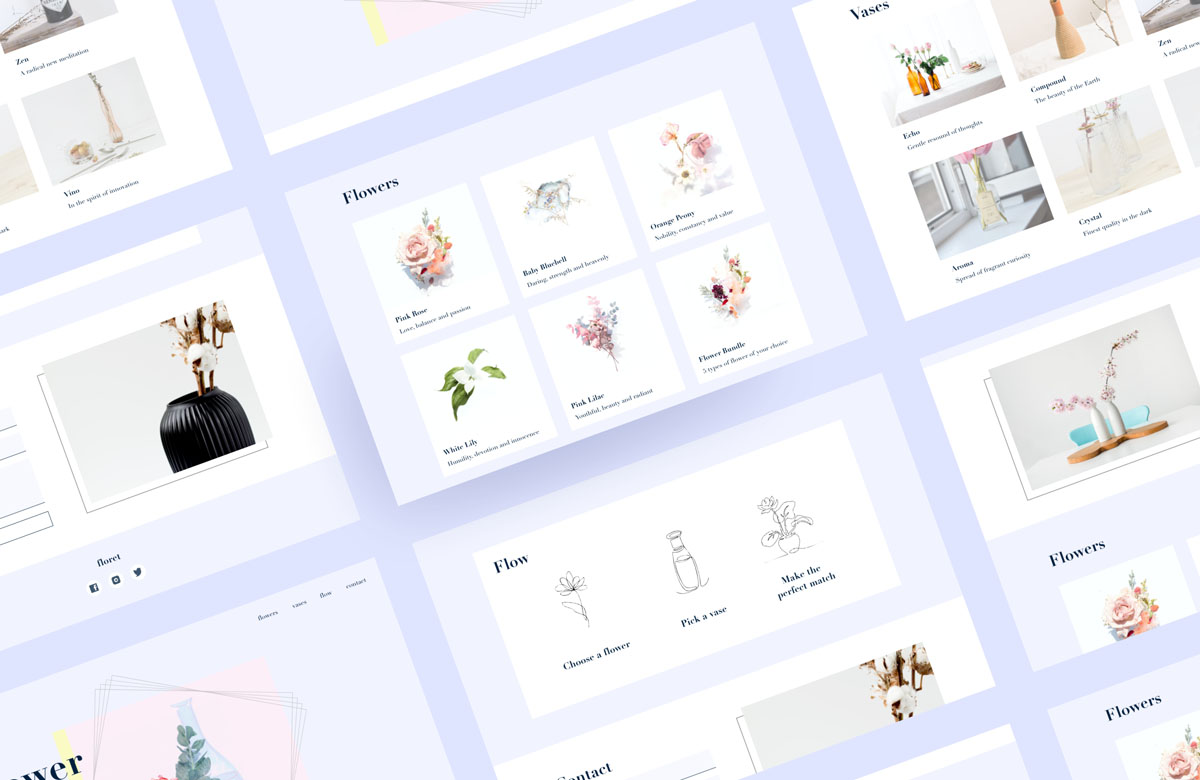 Zen
A radical new meditation
Vino
In the spirit of innovation
Flowers
Pink Rose
Love, balance and passion
Baby Bluebell
Daring, strength and heavenly
Orange Peony
Nobility, constancy and value
White Lily
Humility, devotion and innocence
Pink Lilac
Youthful, beauty and radiant
Flower Bundle
5 types of flower of your choice
Vases
Echo
Gentle resound of thoughts
Compound
The beauty of the Earth
Zen
A radical new
Aroma
Spread of fragrant curiosity
Crystal
Finest quality in the dark
floret
flowers vases flow contact
Flow
Choose a flower
Pick a vase
Make the
perfect match
Contact
Flowers
Flowers